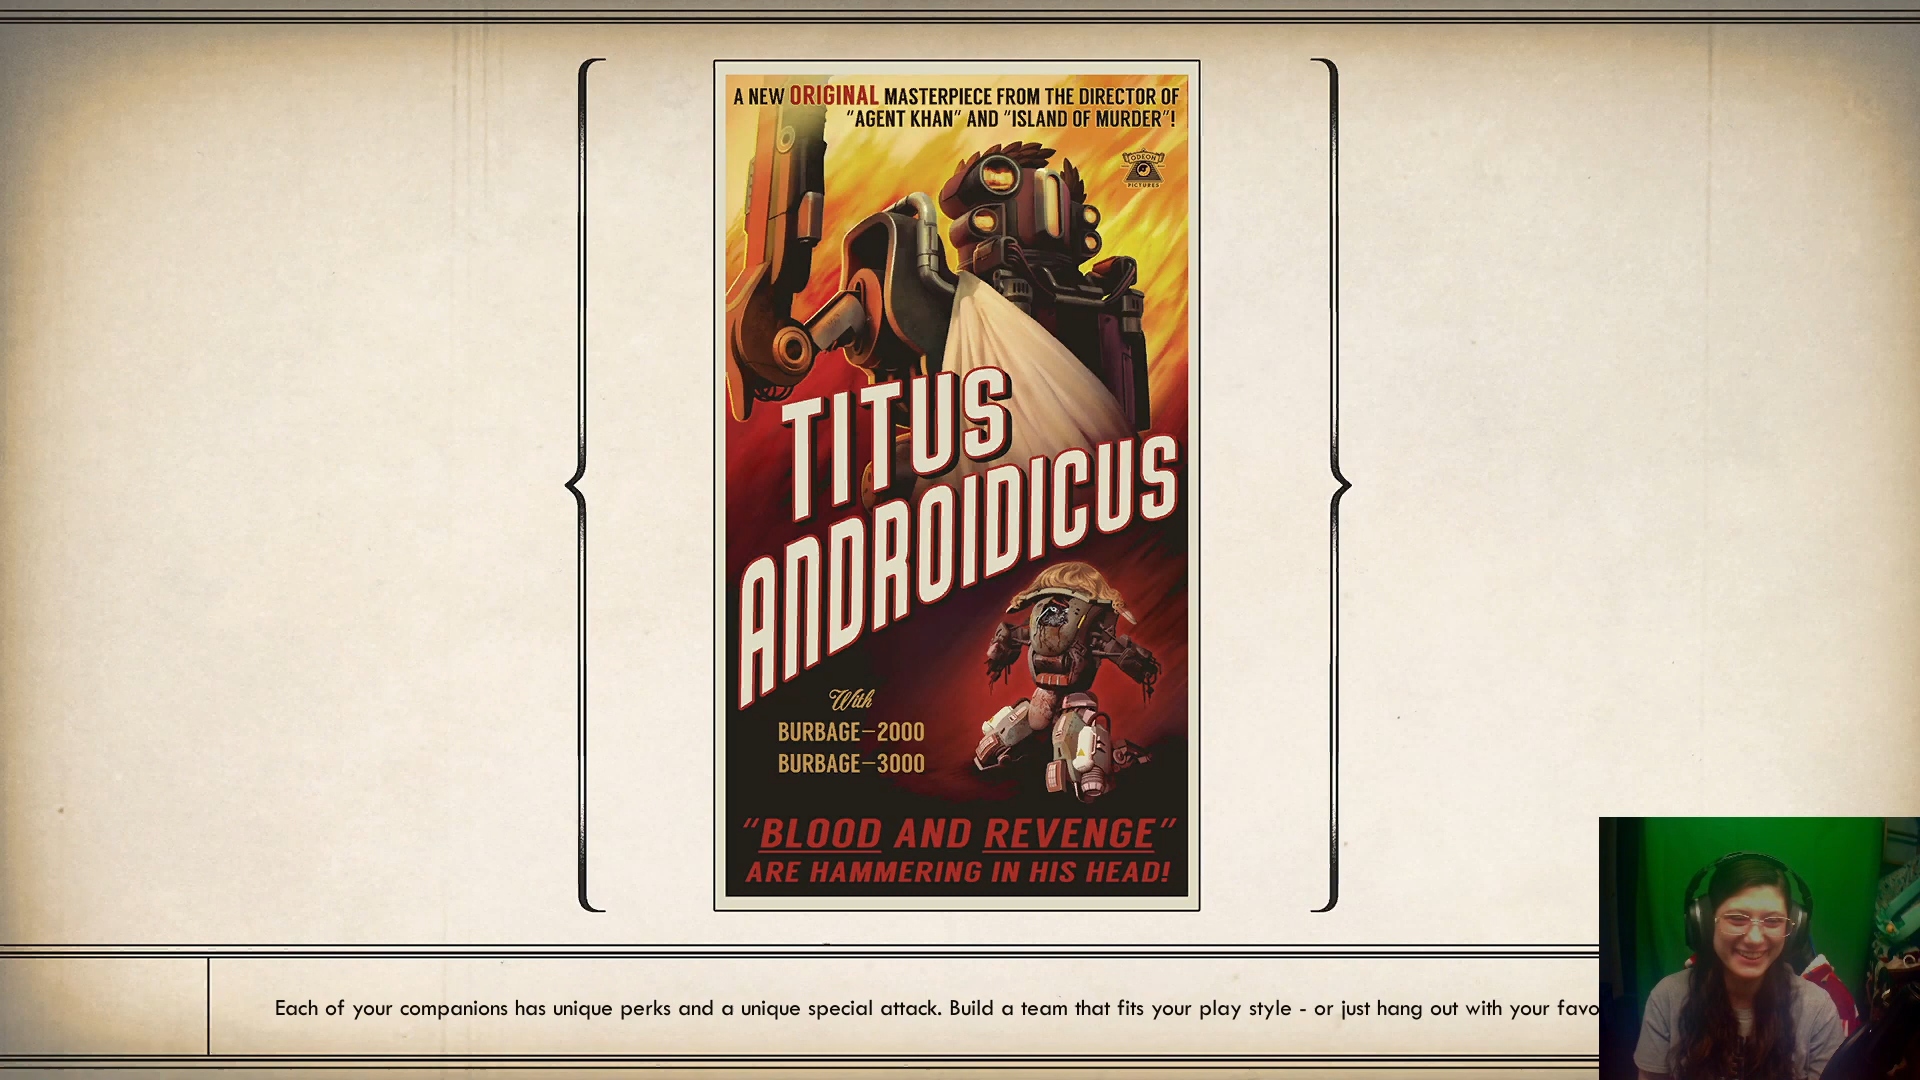 A NEW ORIGINAL MASTERPIECE FROM THE DIRECTOR OF
"AGENT KHAN" AND "ISLAND OF MURDER"!
ODEON
PICTURES
TITUS
ANDROIDICUS
With
BURBAGE-2000
BURBAGE-3000
"BLOOD AND REVENGE"
ARE HAMMERING IN HIS HEAD!
Each of your companions has unique perks and a unique special attack. Build a team that fits your play style - or just hang out with your favo